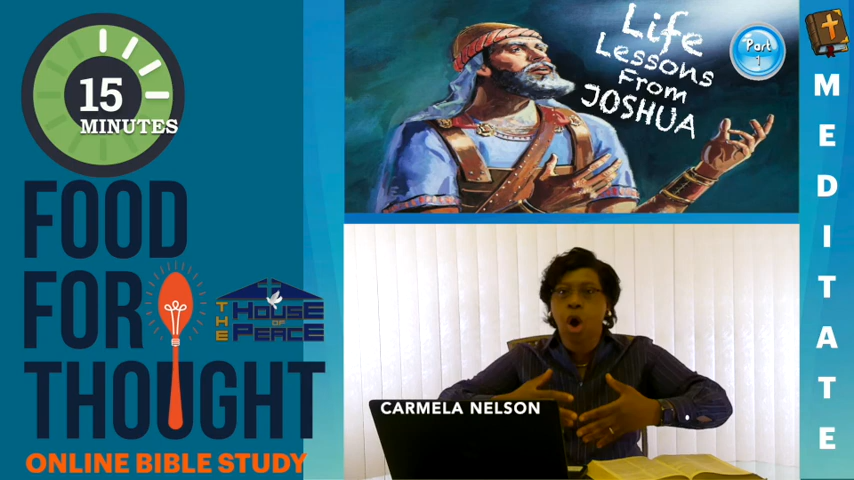 15
MINUTES
FOOD
FOR
THOUGHT
THE
HOUSE
OF
PEACE
ONLINE BIBLE STUDY
Life
Lessons
From
JOSHUA
Part
1
CARMELA NELSON
MEDITATE